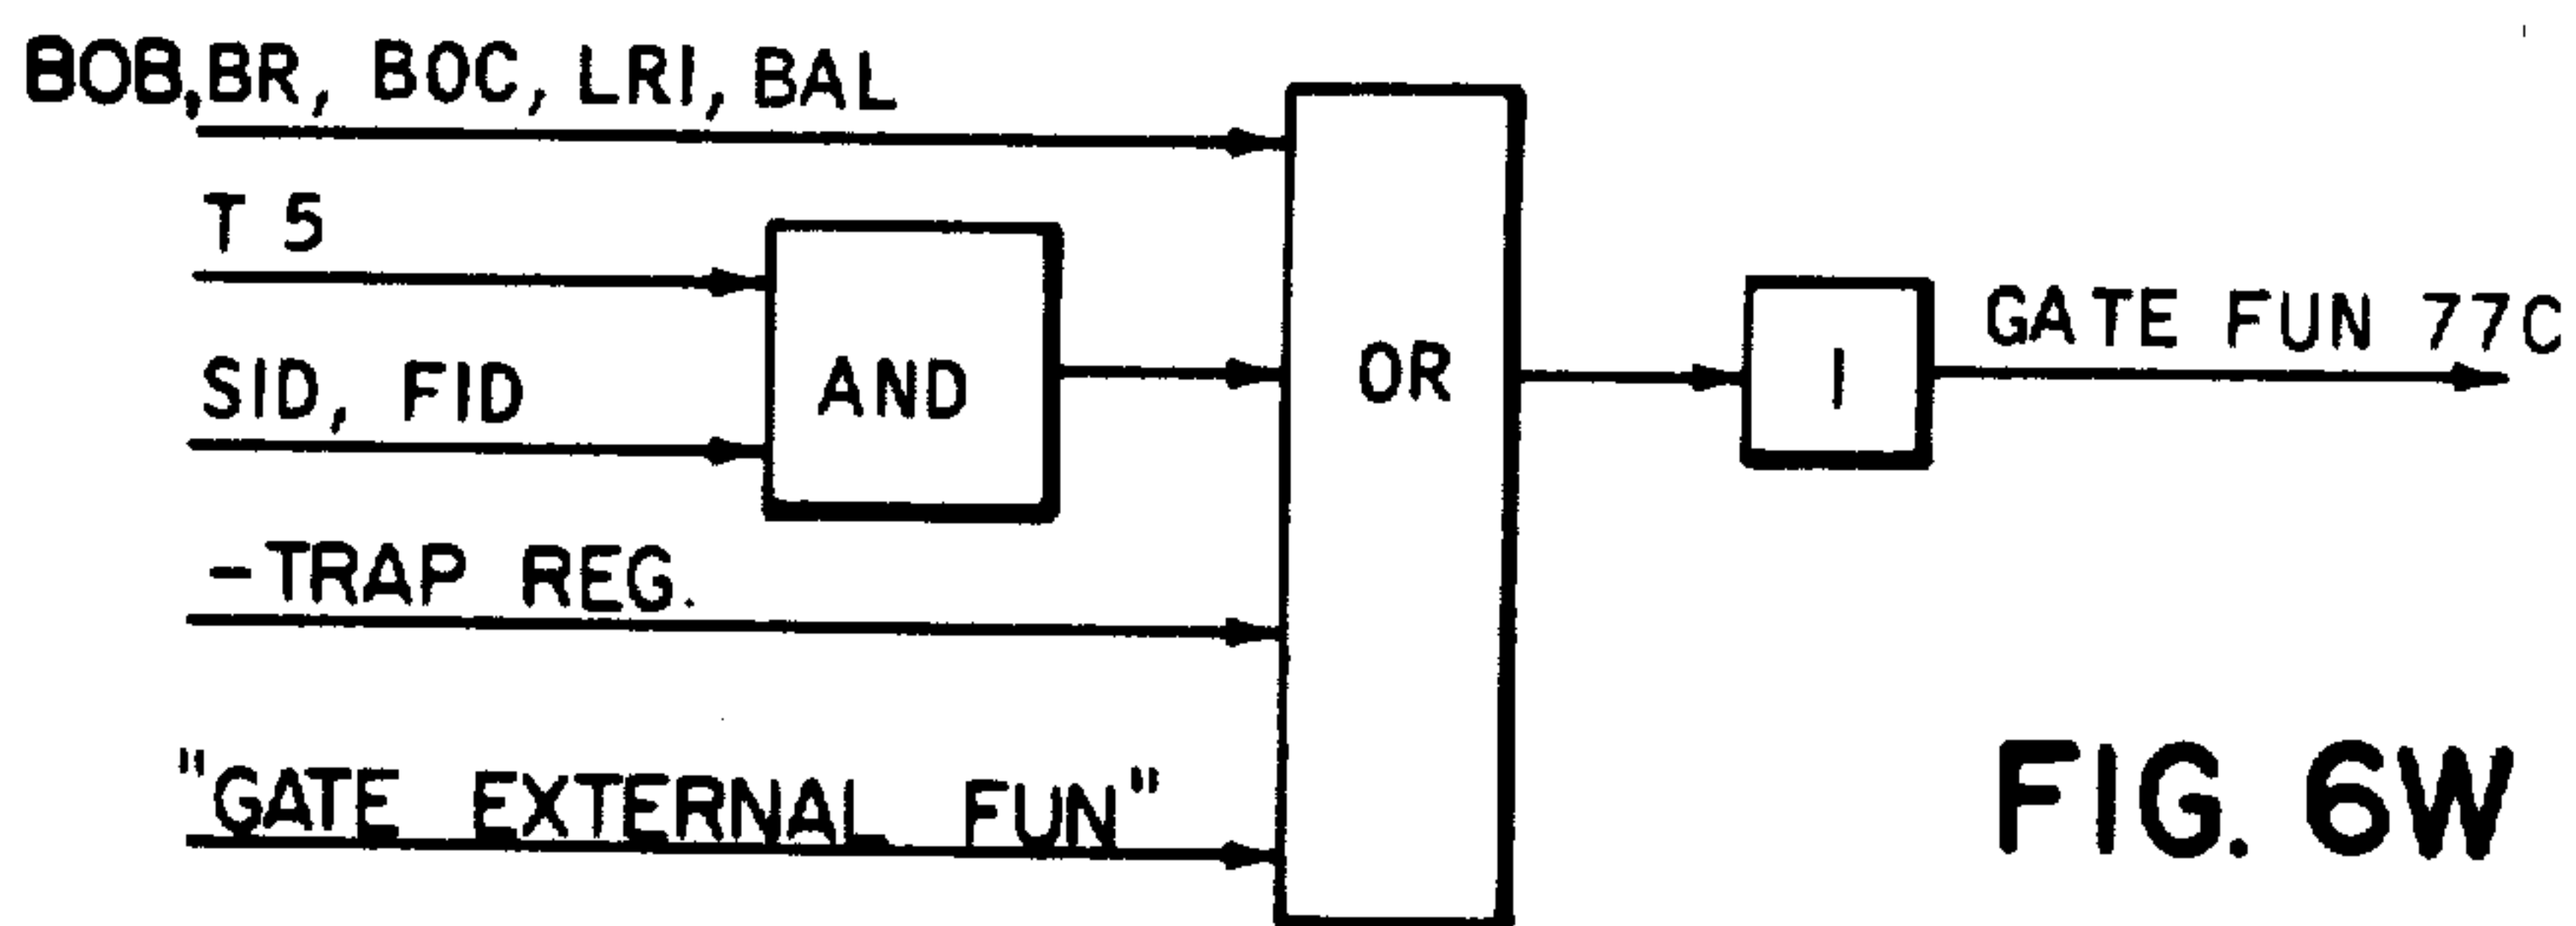 BOB, BR, BOC, LRI, BAL
T 5
SID, FID
AND
OR
I
GATE FUN 77C
-TRAP REG.
"GATE EXTERNAL FUN"
FIG. 6W